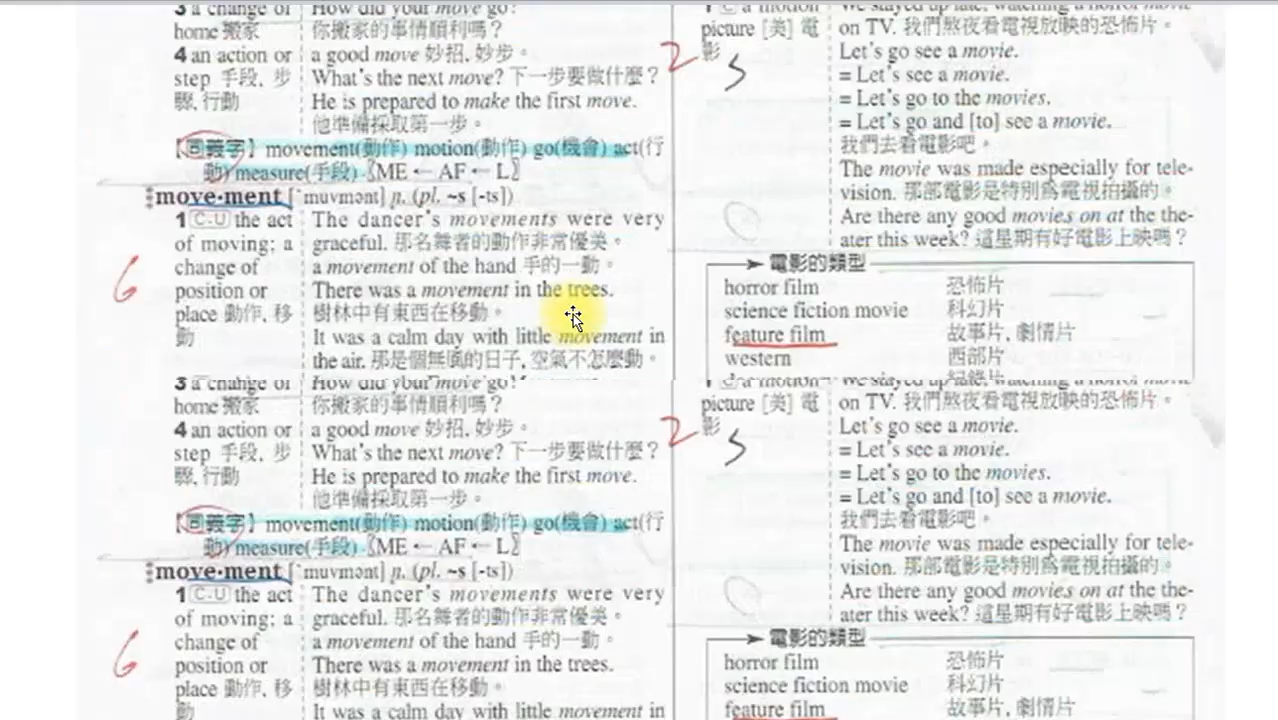 3 a change of
home 搬家
4 an action or
step 手段, 步
驟, 行動
How did your move go?
你搬家的事情順利嗎？
a good move 妙招, 妙步。
What's the next move? 下一步要做什麼？
He is prepared to make the first move.
他準備採取第一步。
【同義字】movement(動作) motion(動作) go(機會) act(行
動) measure(手段)〖ME ← AF ← L〗
move·ment [ˋmuvmənt] n. (pl. ~s [-ts])
1 C-U the act
of moving; a
change of
position or
place 動作, 移
動
The dancer's movements were very
graceful. 那名舞者的動作非常優美。
a movement of the hand 手的一動。
There was a movement in the trees.
樹林中有東西在移動。
It was a calm day with little movement in
the air. 那是個無風的日子, 空氣不怎麼動。
6
1 C a motion
picture [美] 電
影
2
5
We stayed up late, watching a horror movie
on TV. 我們熬夜看電視放映的恐怖片。
Let's go see a movie.
= Let's see a movie.
= Let's go to the movies.
= Let's go and [to] see a movie.
我們去看電影吧。
The movie was made especially for tele-
vision. 那部電影是特別為電視拍攝的。
Are there any good movies on at the the-
ater this week? 這星期有好電影上映嗎？
電影的類型
horror film 恐怖片
science fiction movie 科幻片
feature film 故事片, 劇情片
western 西部片
3 a change of
home 搬家
4 an action or
step 手段, 步
驟, 行動
How did your move go?
你搬家的事情順利嗎？
a good move 妙招, 妙步。
What's the next move? 下一步要做什麼？
He is prepared to make the first move.
他準備採取第一步。
【同義字】movement(動作) motion(動作) go(機會) act(行
動) measure(手段)〖ME ← AF ← L〗
move·ment [ˋmuvmənt] n. (pl. ~s [-ts])
1 C-U the act
of moving; a
change of
position or
place 動作, 移
動
The dancer's movements were very
graceful. 那名舞者的動作非常優美。
a movement of the hand 手的一動。
There was a movement in the trees.
樹林中有東西在移動。
It was a calm day with little movement in
6
1 C a motion
picture [美] 電
影
2
5
We stayed up late, watching a horror movie
on TV. 我們熬夜看電視放映的恐怖片。
Let's go see a movie.
= Let's see a movie.
= Let's go to the movies.
= Let's go and [to] see a movie.
我們去看電影吧。
The movie was made especially for tele-
vision. 那部電影是特別為電視拍攝的。
Are there any good movies on at the the-
ater this week? 這星期有好電影上映嗎？
電影的類型
horror film 恐怖片
science fiction movie 科幻片
feature film 故事片, 劇情片